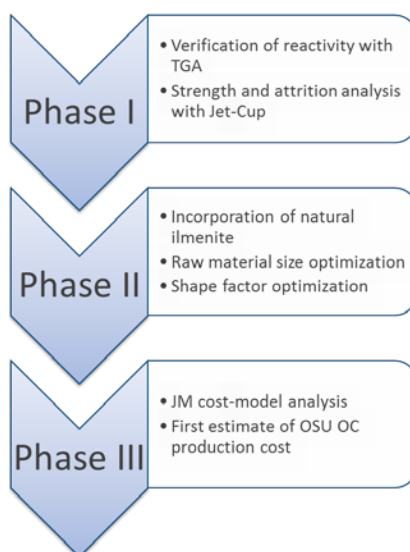 Phase I
• Verification of reactivity with
TGA
• Strength and attrition analysis
with Jet-Cup
Phase II
• Incorporation of natural
ilmenite
• Raw material size optimization
• Shape factor optimization
Phase III
• JM cost-model analysis
• First estimate of OSU OC
production cost